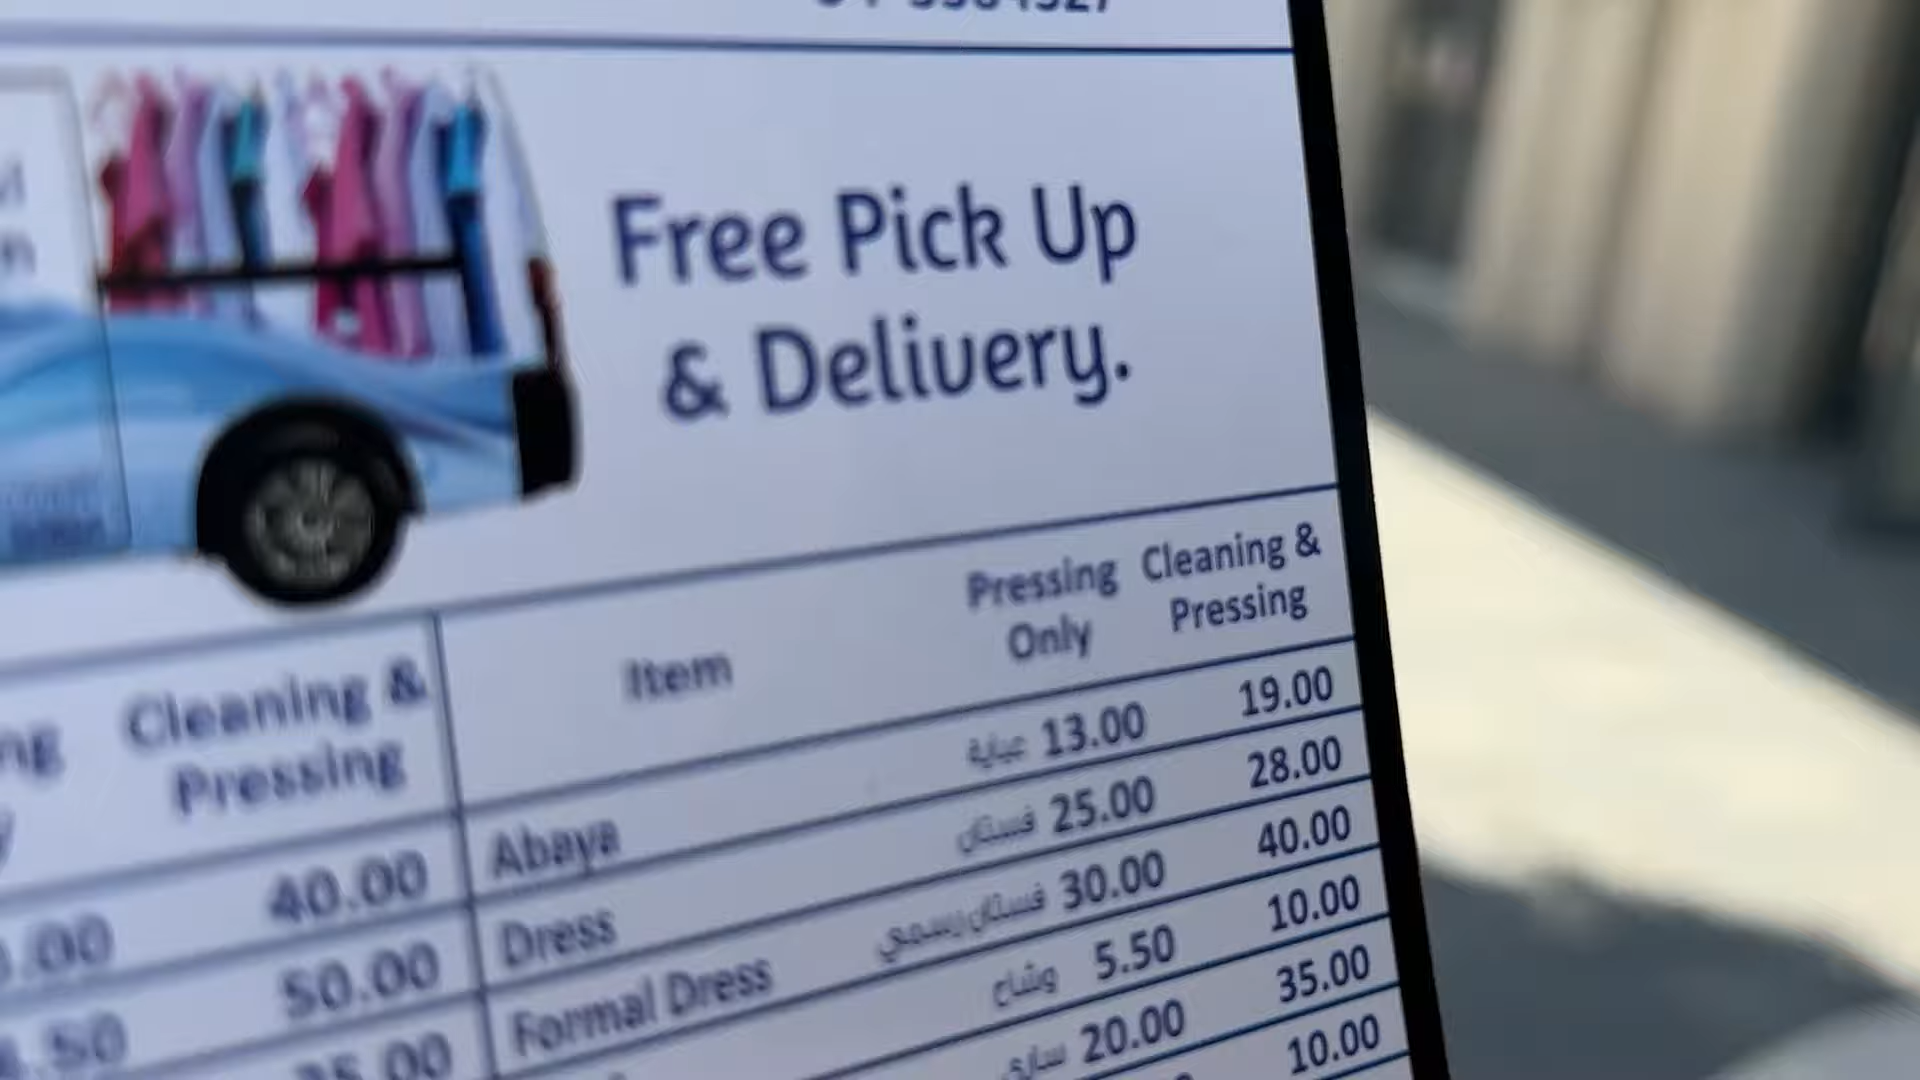 Free Pick Up
& Delivery.
Cleaning &
Pressing
40.00
50.00
Item
Pressing
Only
Cleaning &
Pressing
Abaya عباية 13.00 19.00
Dress فستان 25.00 28.00
Formal Dress فستان رسمي 30.00 40.00
وشاح 5.50 10.00
ساري 20.00 35.00
10.00